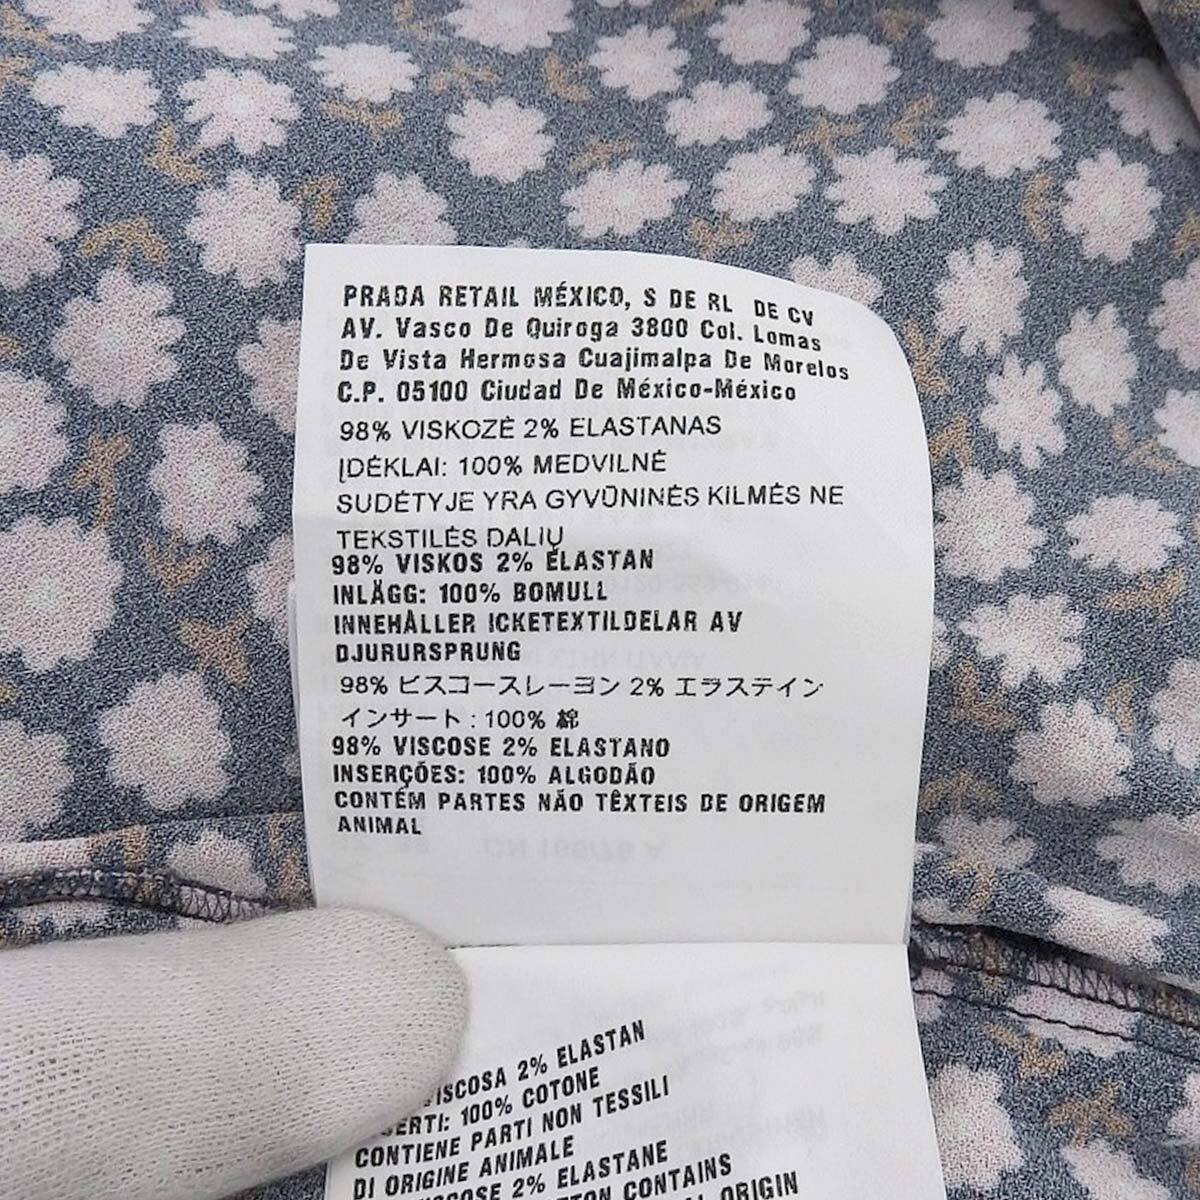 PRADA RETAIL MÉXICO, S DE RL DE CV
AV. Vasco De Quiroga 3800 Col. Lomas
De Vista Hermosa Cuajimalpa De Morelos
C.P. 05100 Ciudad De México-México
98% VISKOZĖ 2% ELASTANAS
ĮDĖKLAI: 100% MEDVILNĖ
SUDĖTYJE YRA GYVŪNINĖS KILMĖS NE
TEKSTILĖS DALIŲ
98% VISKOS 2% ELASTAN
INLÄGG: 100% BOMULL
INNEHÅLLER ICKETEXTILDELAR AV
DJURURSPRUNG
98% ビスコースレーヨン 2% エラステイン
インサート : 100% 綿
98% VISCOSE 2% ELASTANO
INSERÇÕES: 100% ALGODÃO
CONTÉM PARTES NÃO TÊXTEIS DE ORIGEM
ANIMAL
2% ELASTAN
100% COTONE
CONTIENE PARTI NON TESSILI
DI ORIGINE ANIMALE
2% ELASTANE
CONTAINS
ORIGIN